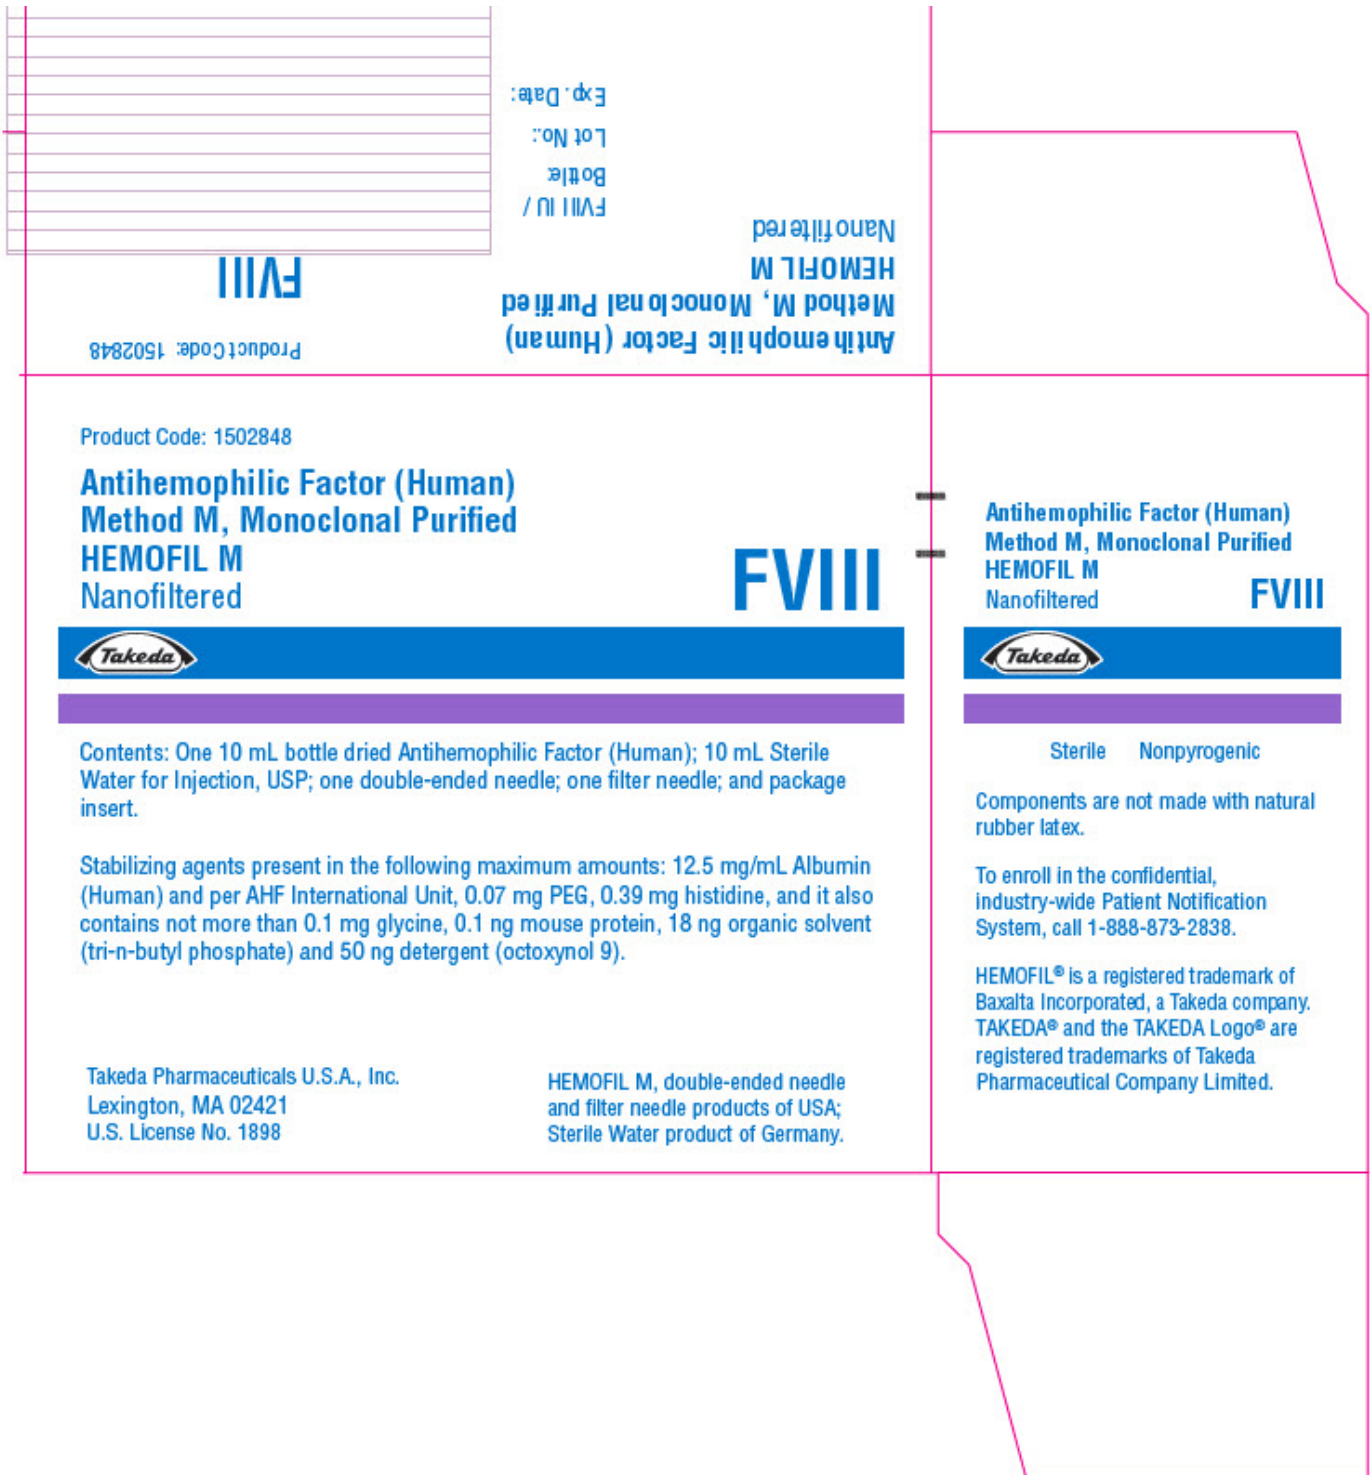 Product Code: 1502848
FVIII
Antihemophilic Factor (Human)
Method M, Monoclonal Purified
HEMOFIL M
Nanofiltered
FVIII IU /
Bottle:
Lot No.:
Exp. Date:
Product Code: 1502848
Antihemophilic Factor (Human)
Method M, Monoclonal Purified
HEMOFIL M
Nanofiltered
FVIII
Takeda
Contents: One 10 mL bottle dried Antihemophilic Factor (Human); 10 mL Sterile
Water for Injection, USP; one double-ended needle; one filter needle; and package
insert.
Stabilizing agents present in the following maximum amounts: 12.5 mg/mL Albumin
(Human) and per AHF International Unit, 0.07 mg PEG, 0.39 mg histidine, and it also
contains not more than 0.1 mg glycine, 0.1 ng mouse protein, 18 ng organic solvent
(tri-n-butyl phosphate) and 50 ng detergent (octoxynol 9).
Takeda Pharmaceuticals U.S.A., Inc.
Lexington, MA 02421
U.S. License No. 1898
HEMOFIL M, double-ended needle
and filter needle products of USA;
Sterile Water product of Germany.
Antihemophilic Factor (Human)
Method M, Monoclonal Purified
HEMOFIL M
Nanofiltered
FVIII
Takeda
Sterile Nonpyrogenic
Components are not made with natural
rubber latex.
To enroll in the confidential,
industry-wide Patient Notification
System, call 1-888-873-2838.
HEMOFIL® is a registered trademark of
Baxalta Incorporated, a Takeda company.
TAKEDA® and the TAKEDA Logo® are
registered trademarks of Takeda
Pharmaceutical Company Limited.